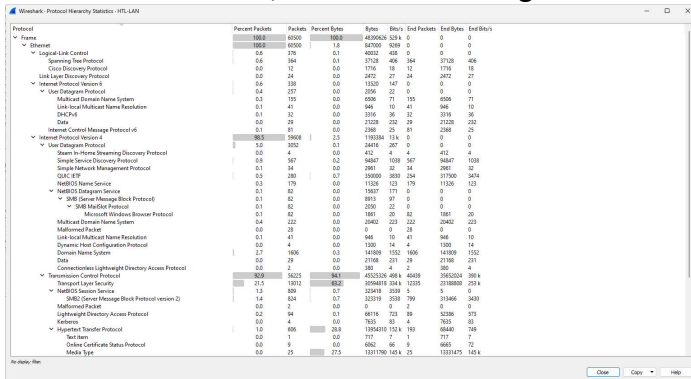 Wireshark · Protocol Hierarchy Statistics - HTL-LAN
Protocol Percent Packets Packets Percent Bytes Bytes Bits/s End Packets End Bytes End Bits/s
Frame 100.0 60500 100.0 48390626 529 k 0 0 0
Ethernet 100.0 60500 1.8 847000 9269 0 0 0
Logical-Link Control 0.6 376 0.1 40032 438 0 0 0
Spanning Tree Protocol 0.6 364 0.1 37128 406 364 37128 406
Cisco Discovery Protocol 0.0 12 0.0 1716 18 12 1716 18
Link Layer Discovery Protocol 0.0 24 0.0 2472 27 24 2472 27
Internet Protocol Version 6 0.6 338 0.0 13520 147 0 0 0
User Datagram Protocol 0.4 257 0.0 2056 22 0 0 0
Multicast Domain Name System 0.3 155 0.0 6506 71 155 6506 71
Link-local Multicast Name Resolution 0.1 41 0.0 946 10 41 946 10
DHCPv6 0.1 32 0.0 3316 36 32 3316 36
Data 0.0 29 0.0 21228 232 29 21228 232
Internet Control Message Protocol v6 0.1 81 0.0 2368 25 81 2368 25
Internet Protocol Version 4 98.5 59608 2.5 1193384 13 k 0 0 0
User Datagram Protocol 5.0 3052 0.1 24416 267 0 0 0
Steam In-Home Streaming Discovery Protocol 0.0 4 0.0 412 4 4 412 4
Simple Service Discovery Protocol 0.9 567 0.2 94847 1038 567 94847 1038
Simple Network Management Protocol 0.1 34 0.0 2961 32 34 2961 32
QUIC IETF 0.5 280 0.7 350000 3830 254 317500 3474
NetBIOS Name Service 0.3 179 0.0 11326 123 179 11326 123
NetBIOS Datagram Service 0.1 82 0.0 15637 171 0 0 0
SMB (Server Message Block Protocol) 0.1 82 0.0 8913 97 0 0 0
SMB MailSlot Protocol 0.1 82 0.0 2050 22 0 0 0
Microsoft Windows Browser Protocol 0.1 82 0.0 1861 20 82 1861 20
Multicast Domain Name System 0.4 222 0.0 20402 223 222 20402 223
Malformed Packet 0.0 28 0.0 0 0 28 0 0
Link-local Multicast Name Resolution 0.1 41 0.0 946 10 41 946 10
Dynamic Host Configuration Protocol 0.0 4 0.0 1300 14 4 1300 14
Domain Name System 2.7 1606 0.3 141809 1552 1606 141809 1552
Data 0.0 29 0.0 21168 231 29 21168 231
Connectionless Lightweight Directory Access Protocol 0.0 2 0.0 380 4 2 380 4
Transmission Control Protocol 92.9 56225 94.1 45525326 498 k 40439 35652024 390 k
Transport Layer Security 21.5 13012 63.2 30594818 334 k 12335 23188808 253 k
NetBIOS Session Service 1.3 809 0.7 323418 3539 5 5 0
SMB2 (Server Message Block Protocol version 2) 1.4 824 0.7 323319 3538 799 313466 3430
Malformed Packet 0.0 2 0.0 0 0 2 0 0
Lightweight Directory Access Protocol 0.2 94 0.1 66116 723 89 52386 573
Kerberos 0.0 4 0.0 7635 83 4 7635 83
Hypertext Transfer Protocol 1.0 606 28.8 13954310 152 k 193 68440 749
Text item 0.0 1 0.0 717 7 1 717 7
Online Certificate Status Protocol 0.0 9 0.0 6062 66 9 6665 72
Media Type 0.0 25 27.5 13311790 145 k 25 13331475 145 k
No display filter.
Close Copy Help